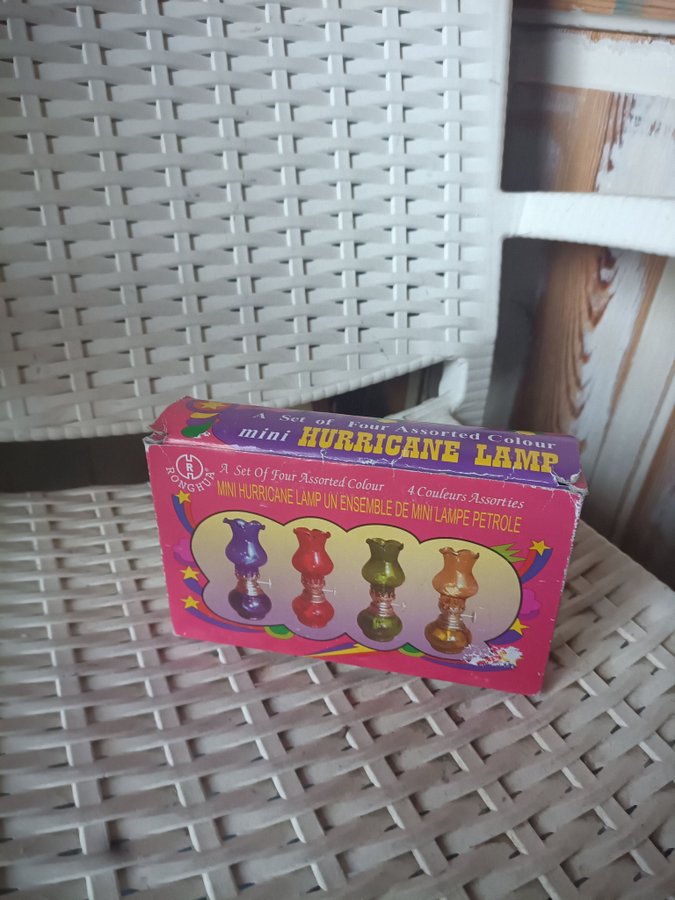 A Set of Four Assorted Colour
mini HURRICANE LAMP
RONGHUA
A Set Of Four Assorted Colour 4 Couleurs Assorties
MINI HURRICANE LAMP UN ENSEMBLE DE MINI LAMPE PETROLE